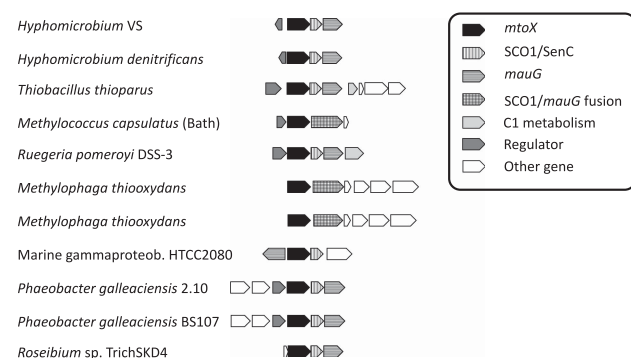 Hyphomicrobium VS
Hyphomicrobium denitrificans
Thiobacillus thioparus
Methylococcus capsulatus (Bath)
Ruegeria pomeroyi DSS-3
Methylophaga thiooxydans
Methylophaga thiooxydans
Marine gammaproteob. HTCC2080
Phaeobacter galleaciensis 2.10
Phaeobacter galleaciensis BS107
Roseibium sp. TrichSKD4
mtoX
SCO1/SenC
mauG
SCO1/mauG fusion
C1 metabolism
Regulator
Other gene